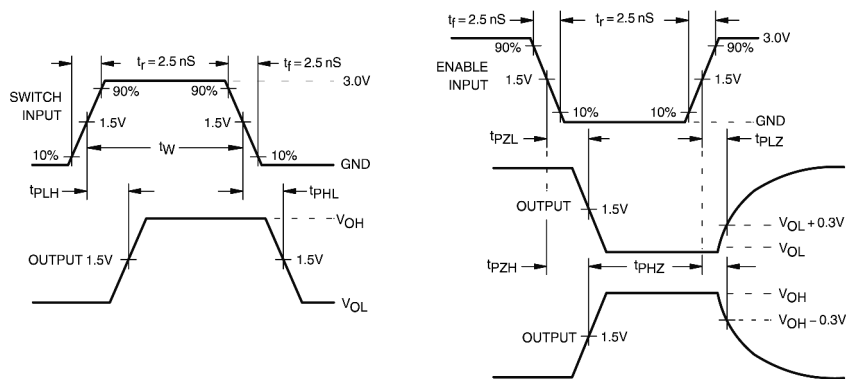 tr = 2.5 nS
tf = 2.5 nS
3.0V
SWITCH
INPUT
90%
90%
1.5V
1.5V
tW
10%
10%
GND
tPLH
tPHL
VOH
OUTPUT 1.5V
1.5V
VOL
tf = 2.5 nS
tr = 2.5 nS
3.0V
90%
90%
ENABLE
INPUT
1.5V
1.5V
10%
10%
GND
tPZL
tPLZ
OUTPUT
1.5V
VOL + 0.3V
VOL
tPZH
tPHZ
VOH
VOH – 0.3V
OUTPUT
1.5V